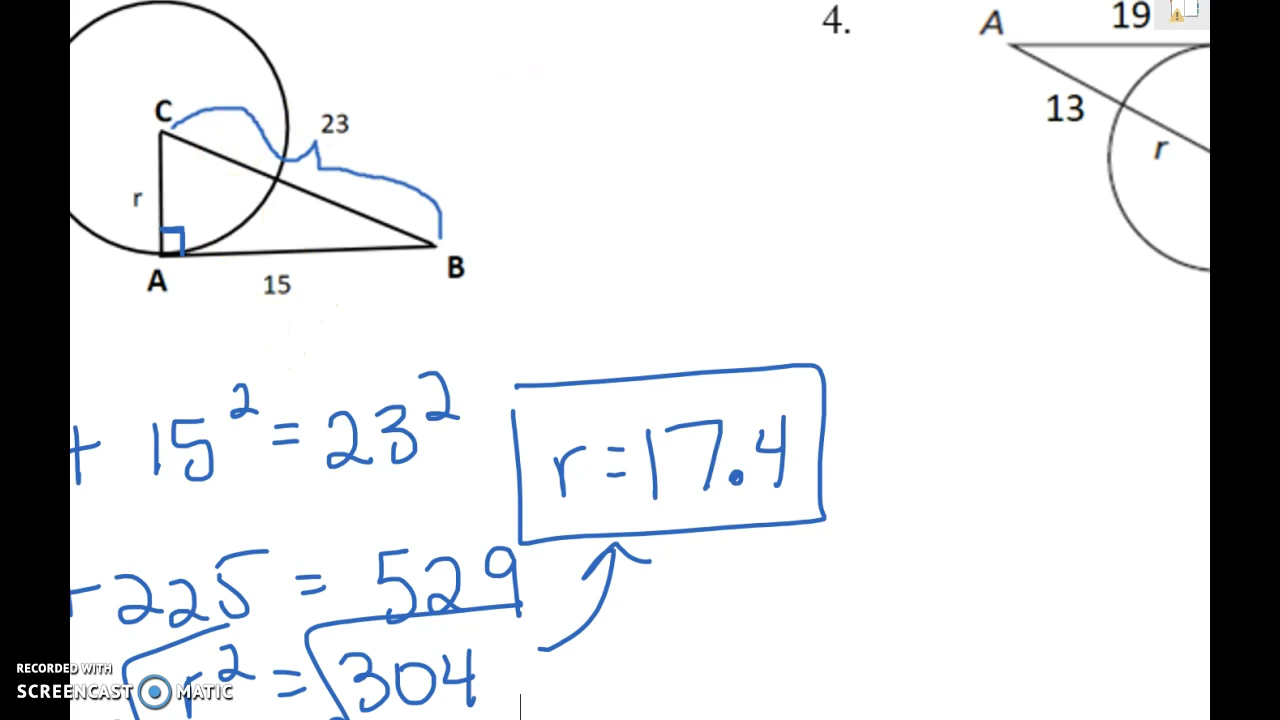 4.
A
19
13
r
C
23
r
A
15
B
+ 15² = 23²
r = 17.4
- 225 = 529
√r² = √304
RECORDED WITH
SCREENCAST MATIC